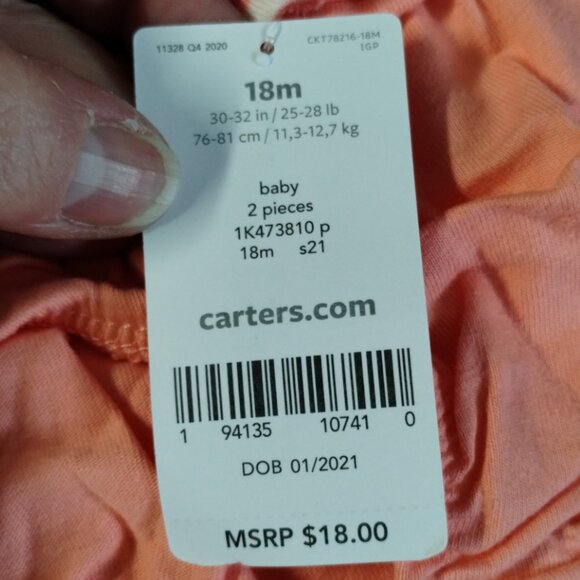 11328 Q4 2020
CKT78216-18M
IGP
18m
30-32 in / 25-28 lb
76-81 cm / 11,3-12,7 kg
baby
2 pieces
1K473810 p
18m s21
carters.com
1 94135 10741 0
DOB 01/2021
MSRP $18.00